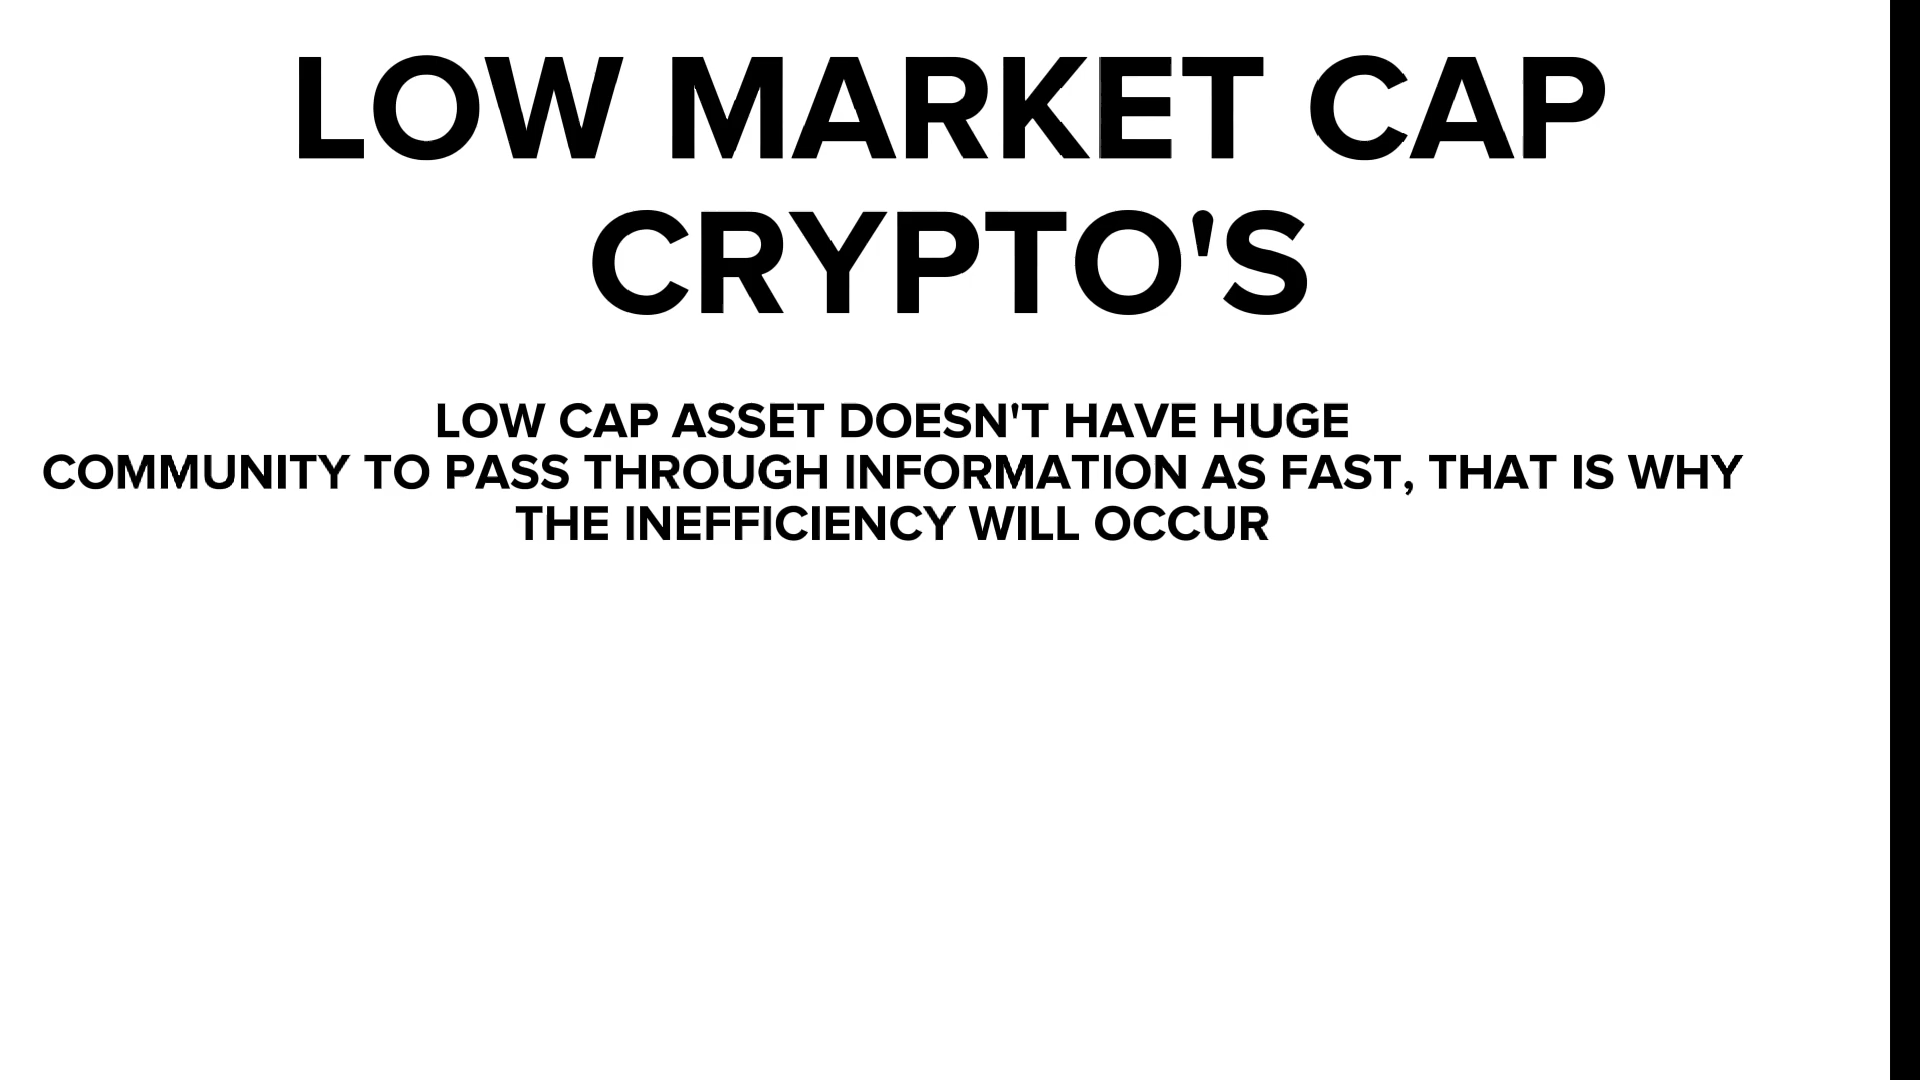 LOW MARKET CAP
CRYPTO'S
LOW CAP ASSET DOESN'T HAVE HUGE
COMMUNITY TO PASS THROUGH INFORMATION AS FAST, THAT IS WHY
THE INEFFICIENCY WILL OCCUR